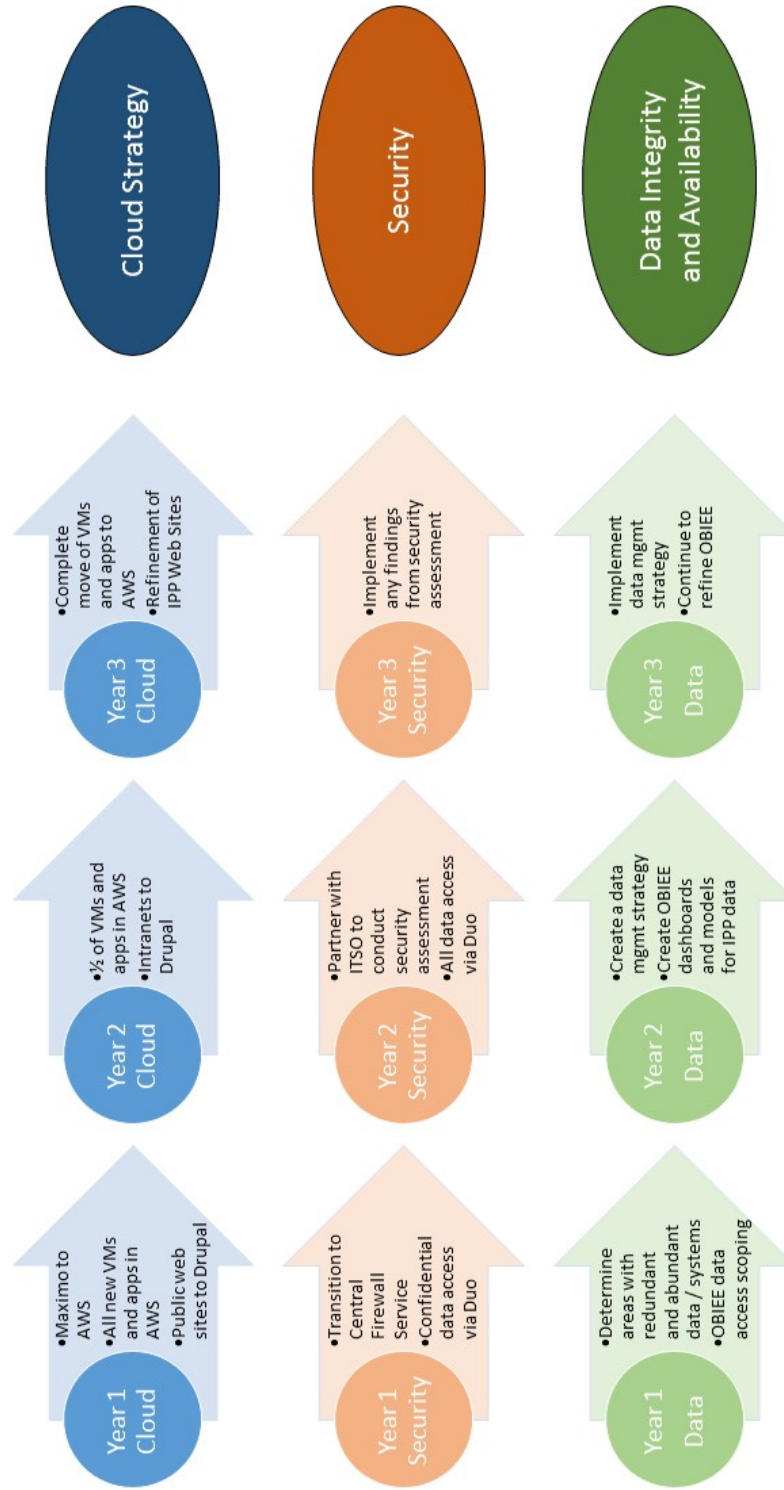 Year 1
Cloud
•Maximo to
AWS
•All new VMs
and apps in
AWS
•Public web
sites to Drupal
Year 2
Cloud
•½ of VMs and
apps in AWS
•Intranets to
Drupal
Year 3
Cloud
•Complete
move of VMs
and apps to
AWS
•Refinement of
IPP Web Sites
Cloud Strategy
Year 1
Security
•Transition to
Central
Firewall
Service
•Confidential
data access
via Duo
Year 2
Security
•Partner with
ITSO to
conduct
security
assessment
•All data access
via Duo
Year 3
Security
•Implement
any findings
from security
assessment
Security
Year 1
Data
•Determine
areas with
redundant
and abundant
data / systems
•OBIEE data
access scoping
Year 2
Data
•Create a data
mgmt strategy
•Create OBIEE
dashboards
and models
for IPP data
Year 3
Data
•Implement
data mgmt
strategy
•Continue to
refine OBIEE
Data Integrity
and Availability